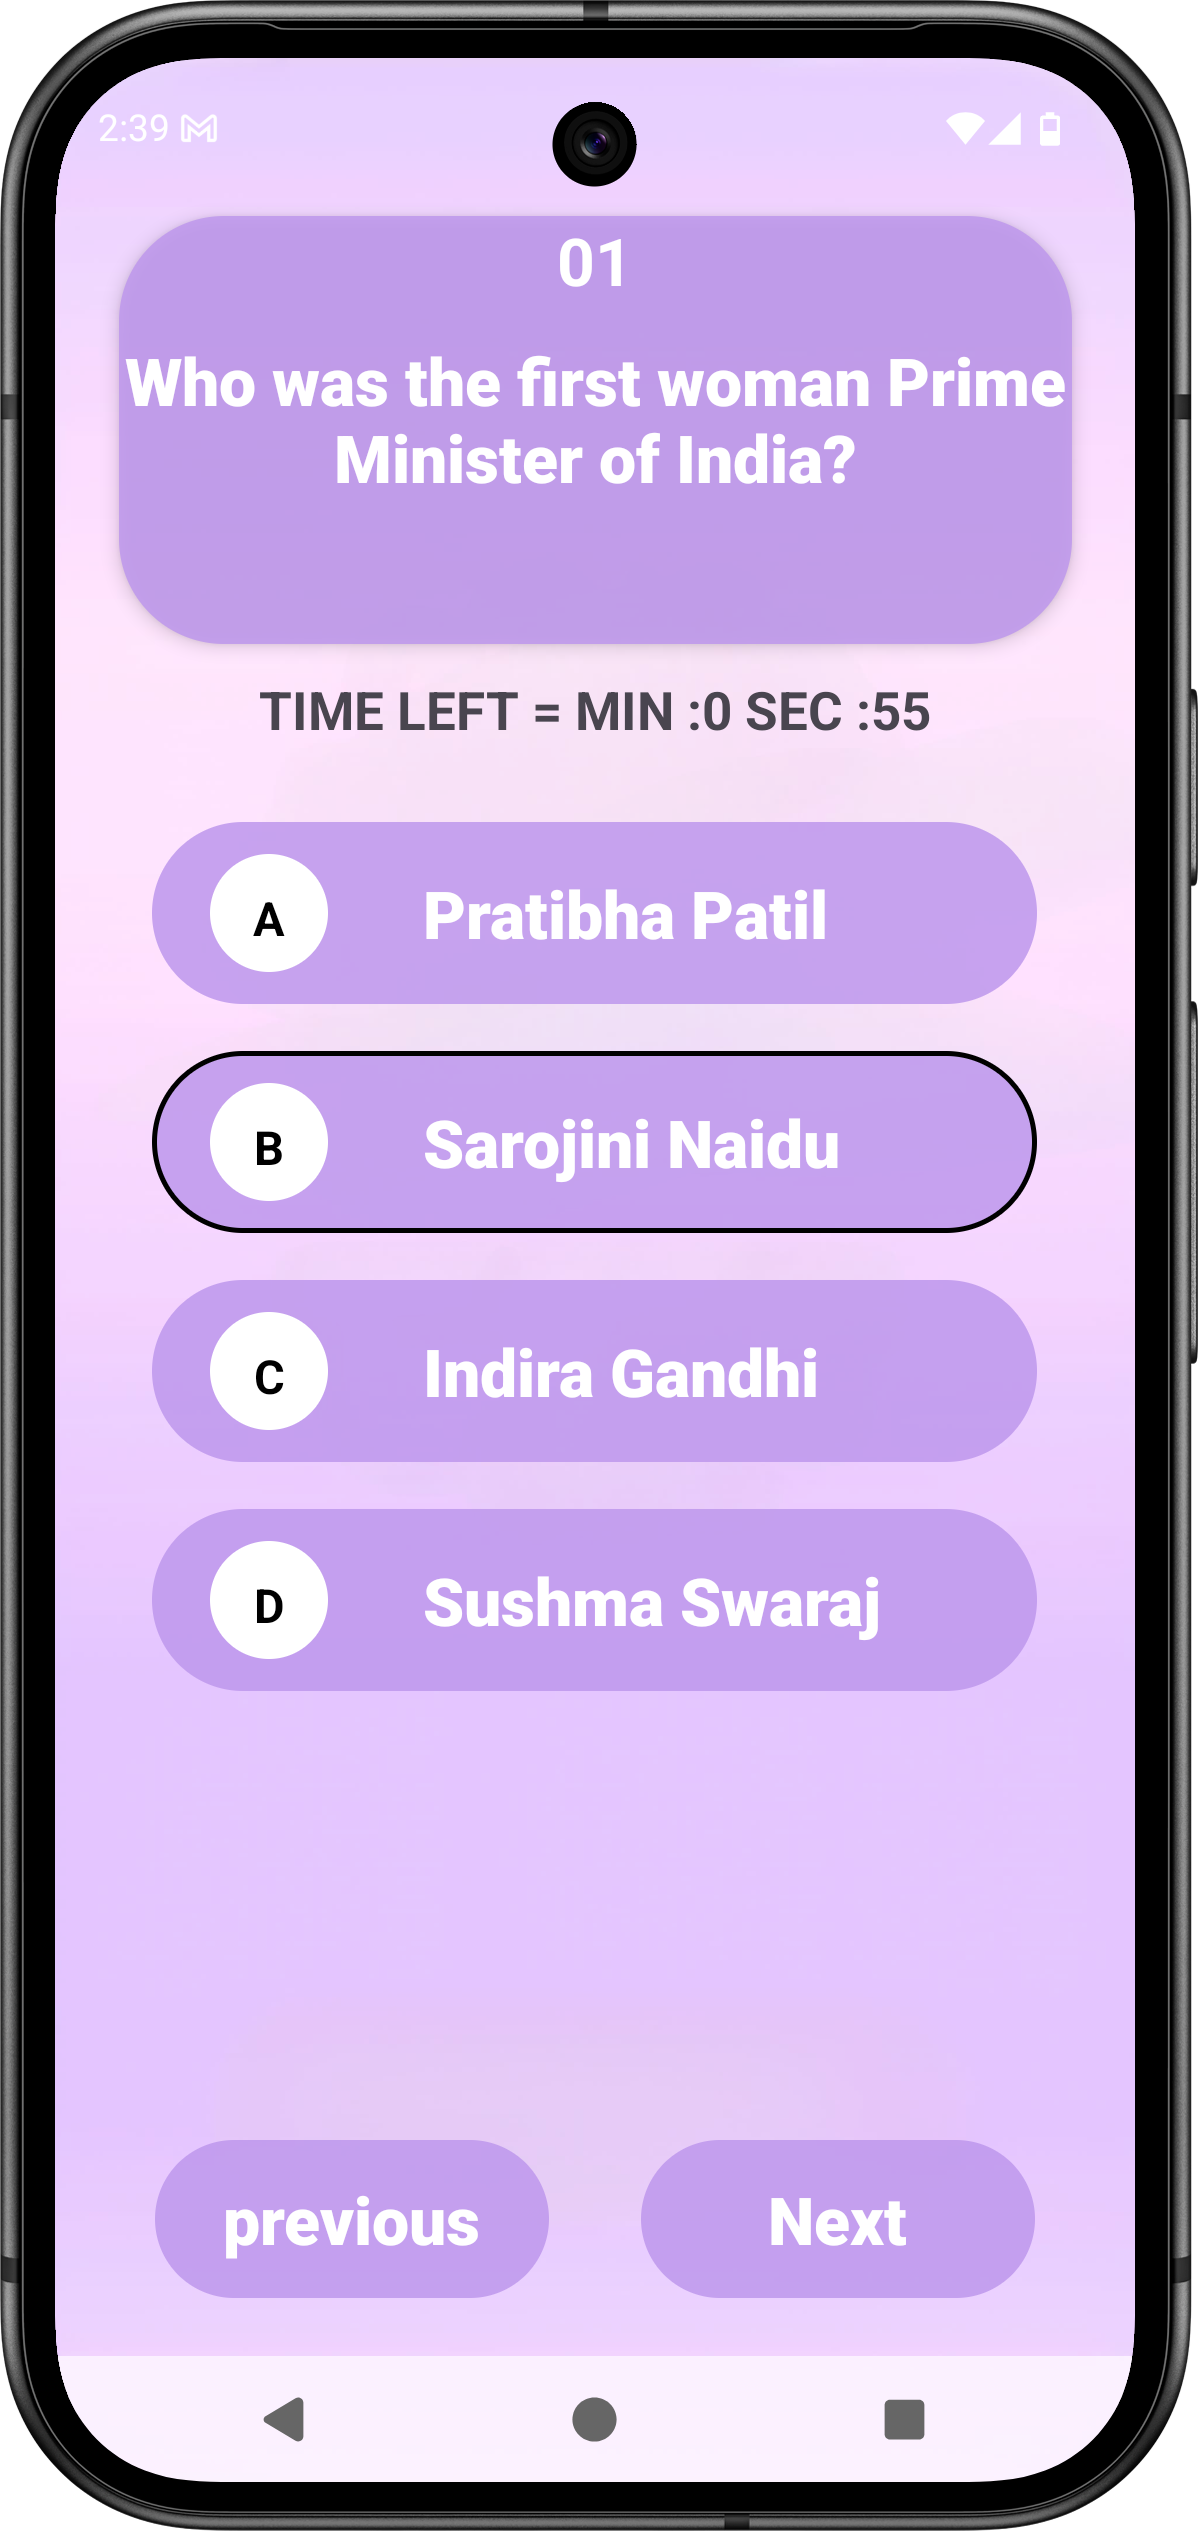 2:39
01
Who was the first woman Prime
Minister of India?
TIME LEFT = MIN :0 SEC :55
A Pratibha Patil
B Sarojini Naidu
C Indira Gandhi
D Sushma Swaraj
previous Next